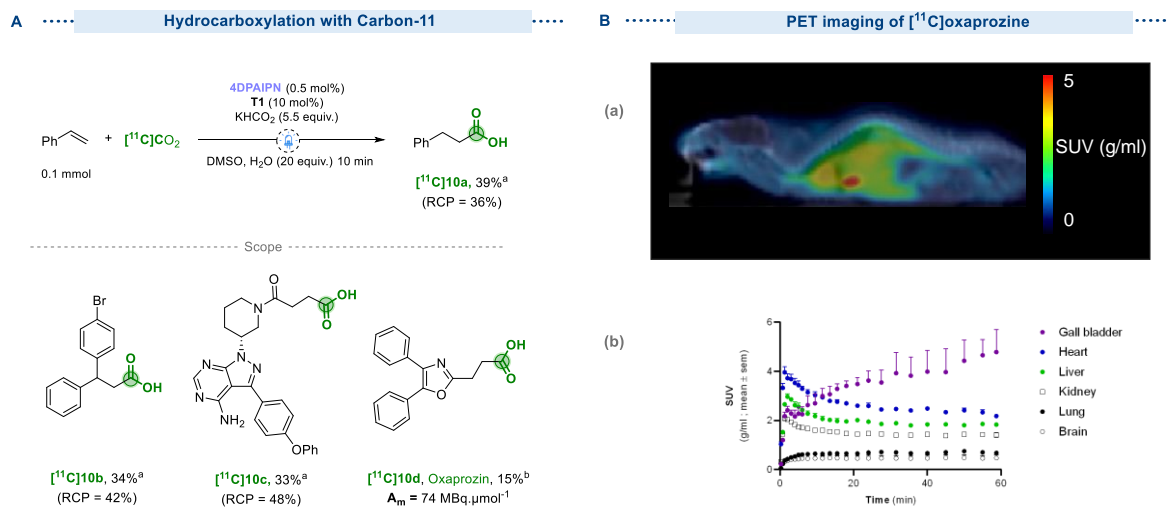 A
Hydrocarboxylation with Carbon-11
4DPAIPN (0.5 mol%)
T1 (10 mol%)
KHCO₂ (5.5 equiv.)
Ph
+
[¹¹C]CO₂
DMSO, H₂O (20 equiv.) 10 min
0.1 mmol
Ph
O
OH
[¹¹C]10a, 39%ᵃ
(RCP = 36%)
Scope
Br
O
OH
[¹¹C]10b, 34%ᵃ
(RCP = 42%)
O
OH
O
N
N
N
N
N
NH₂
OPh
[¹¹C]10c, 33%ᵃ
(RCP = 48%)
N
O
OH
O
[¹¹C]10d, Oxaprozin, 15%ᵇ
Aₘ = 74 MBq.µmol⁻¹
B
PET imaging of [¹¹C]oxaprozine
(a)
5
SUV (g/ml)
0
(b)
SUV
(g/ml ; mean ± sem)
6
4
2
0
0
20
40
60
Time (min)
Gall bladder
Heart
Liver
Kidney
Lung
Brain